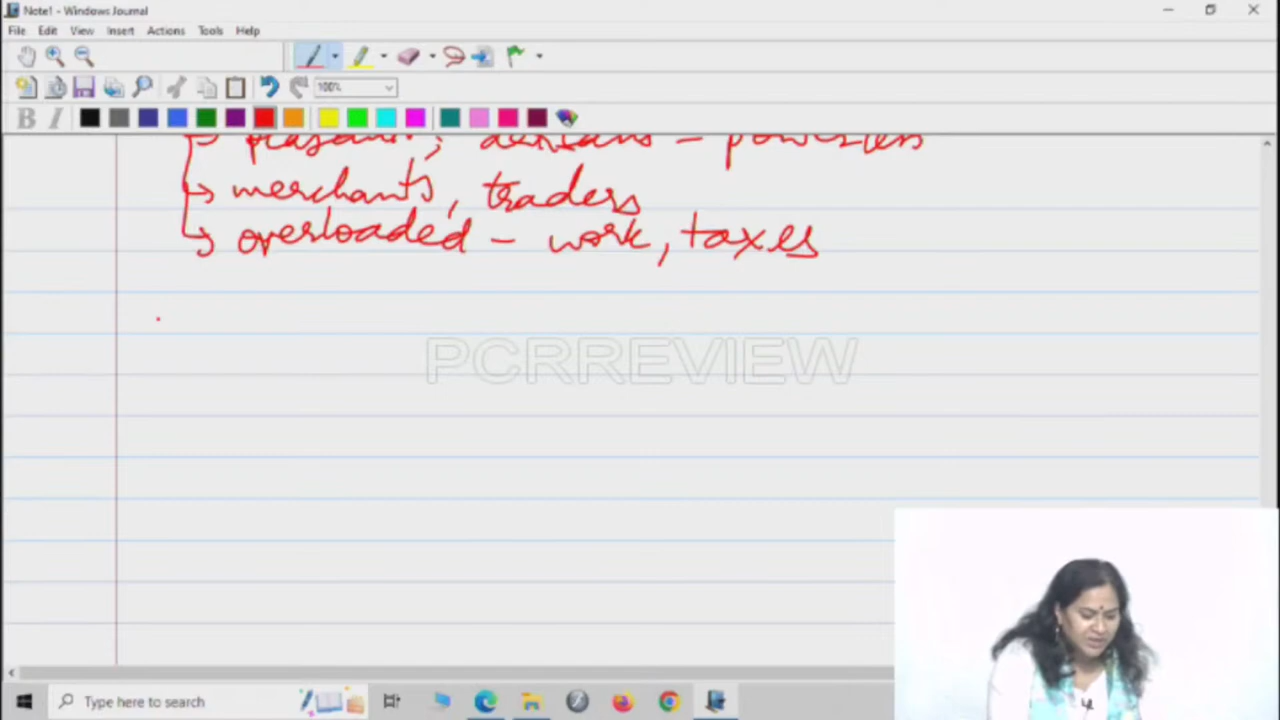 Note1 - Windows Journal
File Edit View Insert Actions Tools Help
100%
B I
powerless
merchants, traders
overloaded - work, taxes
PCRREVIEW
Type here to search